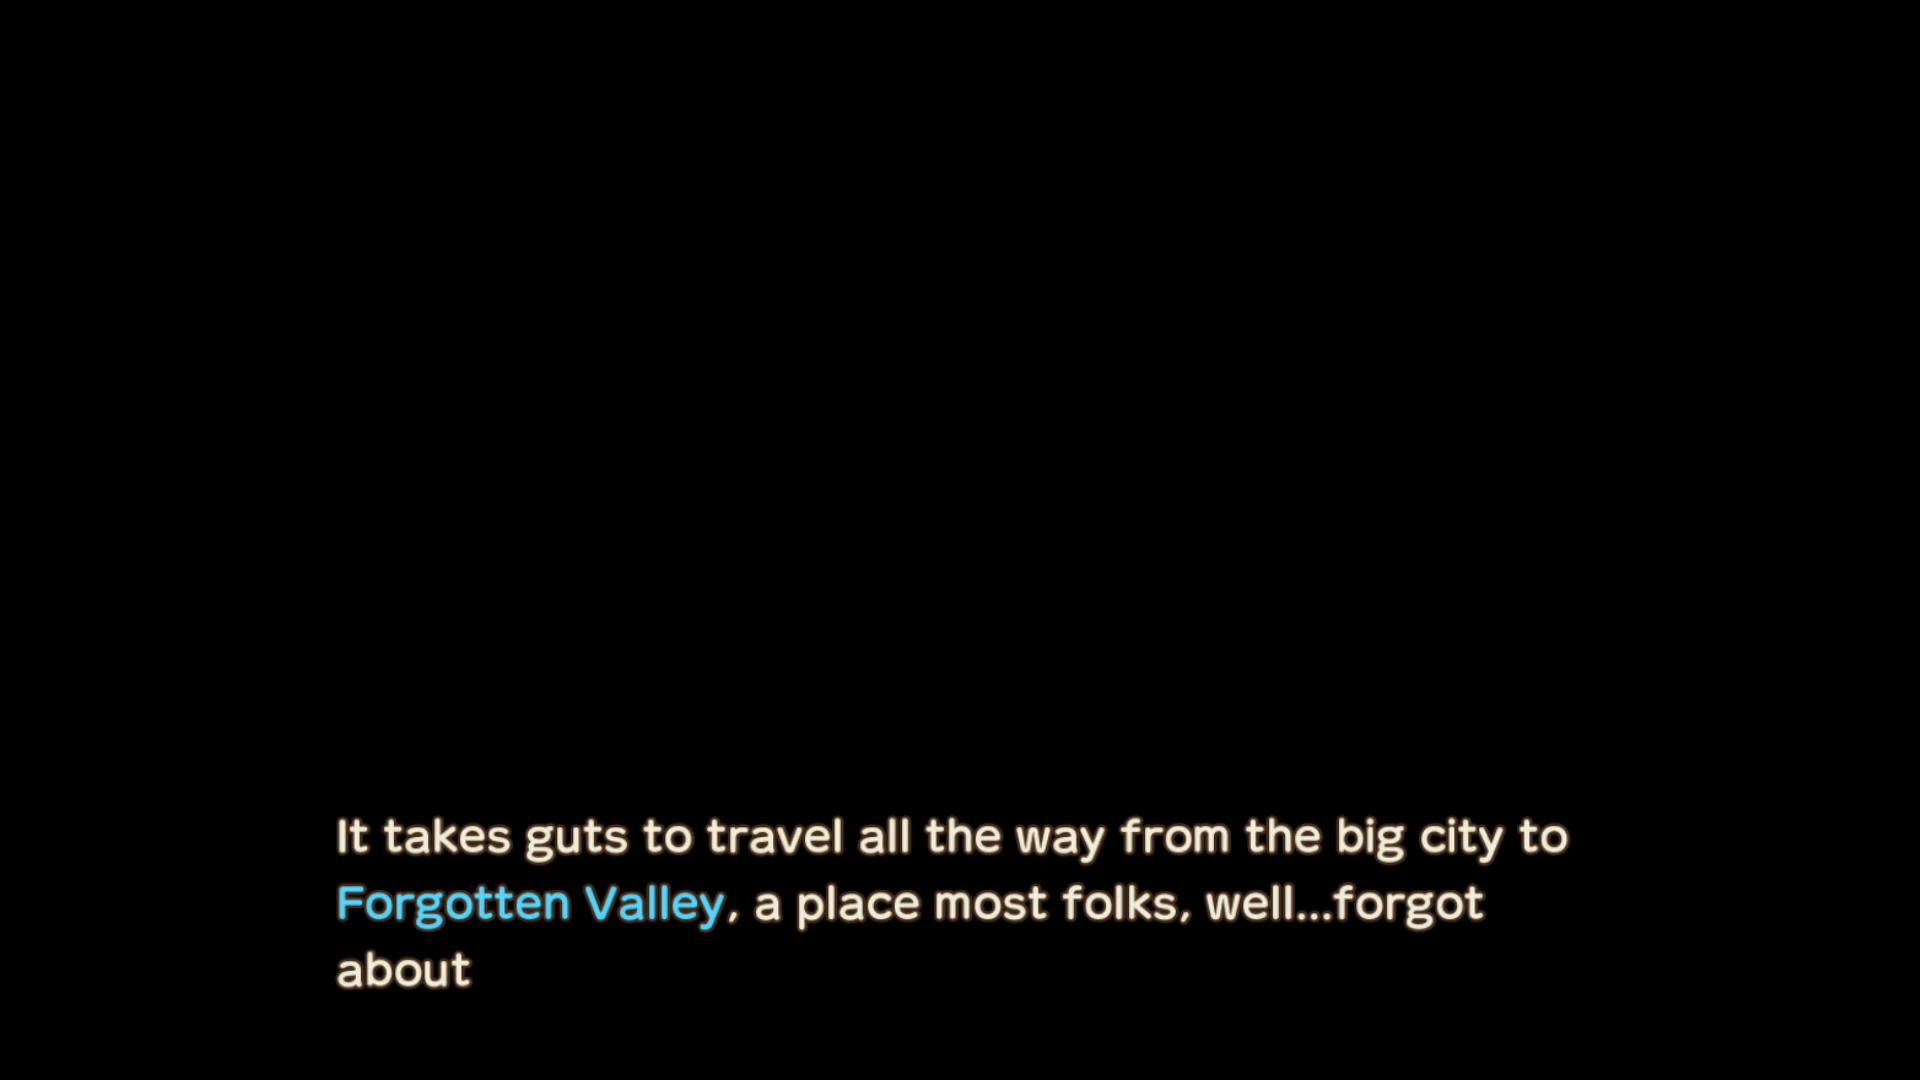 It takes guts to travel all the way from the big city to
Forgotten Valley, a place most folks, well...forgot
about